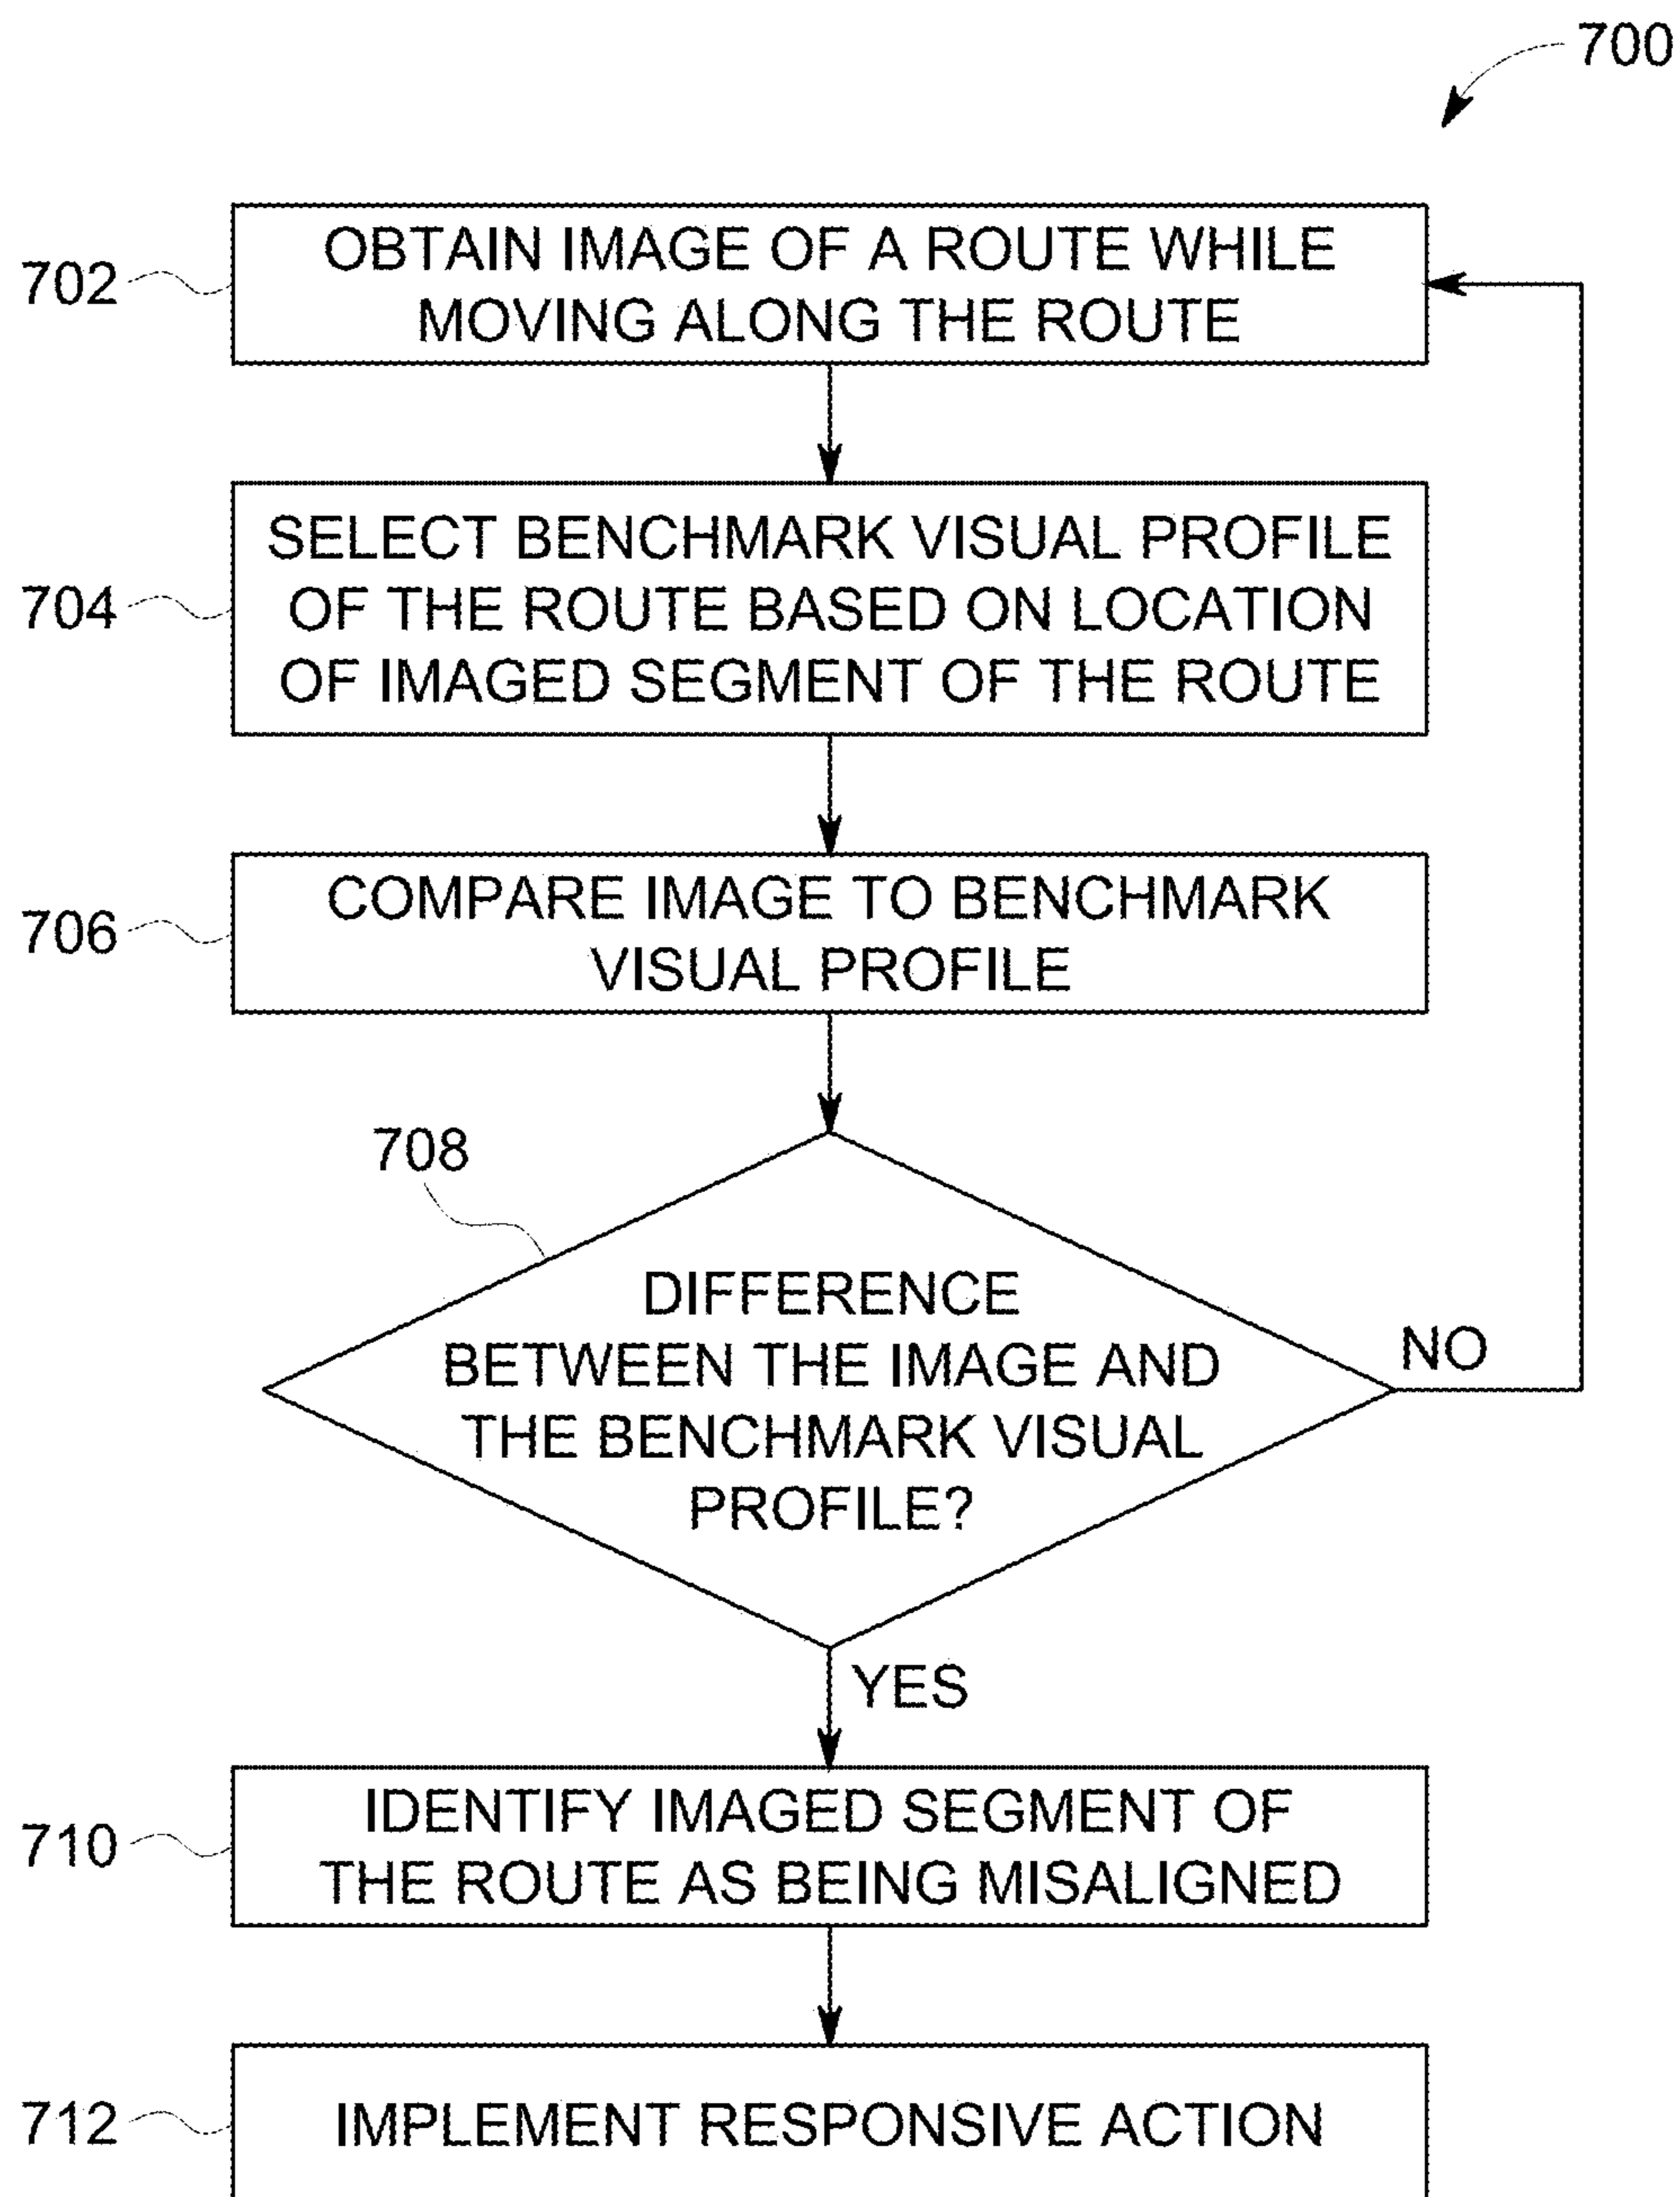 700
702
OBTAIN IMAGE OF A ROUTE WHILE
MOVING ALONG THE ROUTE
704
SELECT BENCHMARK VISUAL PROFILE
OF THE ROUTE BASED ON LOCATION
OF IMAGED SEGMENT OF THE ROUTE
706
COMPARE IMAGE TO BENCHMARK
VISUAL PROFILE
708
DIFFERENCE
BETWEEN THE IMAGE AND
THE BENCHMARK VISUAL
PROFILE?
NO
YES
710
IDENTIFY IMAGED SEGMENT OF
THE ROUTE AS BEING MISALIGNED
712
IMPLEMENT RESPONSIVE ACTION